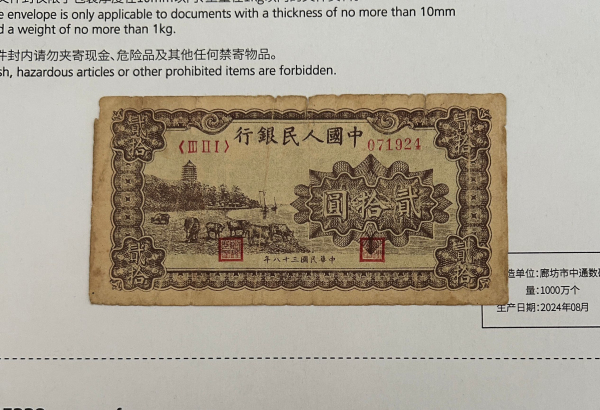 e envelope is only applicable to documents with a thickness of no more than 10mm
d a weight of no more than 1kg.
件封内请勿夹寄现金、危险品及其他任何禁寄物品。
sh, hazardous articles or other prohibited items are forbidden.
行銀民人國中
〈III II I〉 071924
貳拾
貳拾
圓拾貳
年八十三國民華中
貳拾
貳拾
造单位:廊坊市中通数码
量:1000万个
生产日期:2024年08月